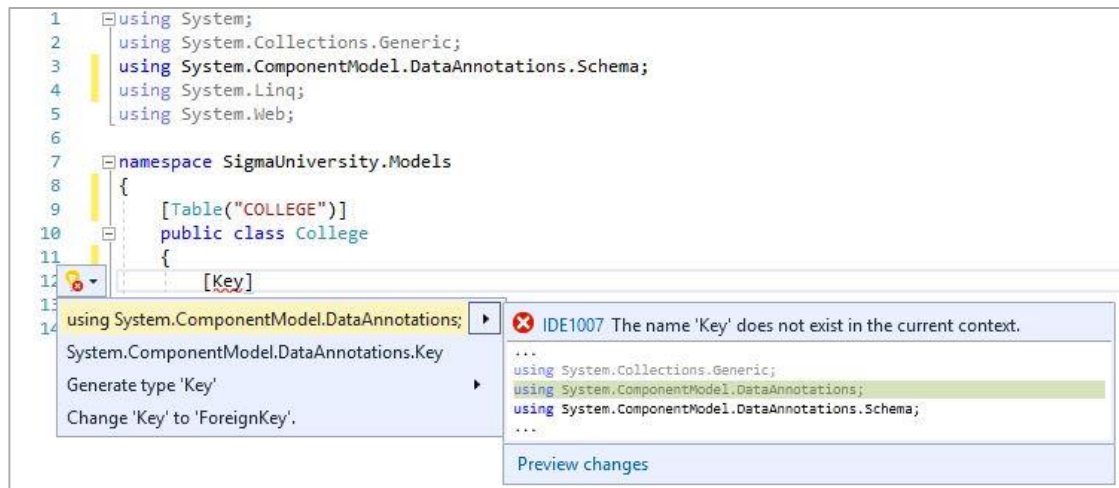 1 using System;
2 using System.Collections.Generic;
3 using System.ComponentModel.DataAnnotations.Schema;
4 using System.Linq;
5 using System.Web;
6
7 namespace SigmaUniversity.Models
8 {
9 [Table("COLLEGE")]
10 public class College
11 {
12 [Key]
13
14
using System.ComponentModel.DataAnnotations;
System.ComponentModel.DataAnnotations.Key
Generate type 'Key'
Change 'Key' to 'ForeignKey'.
IDE1007 The name 'Key' does not exist in the current context.
...
using System.Collections.Generic;
using System.ComponentModel.DataAnnotations;
using System.ComponentModel.DataAnnotations.Schema;
...
Preview changes